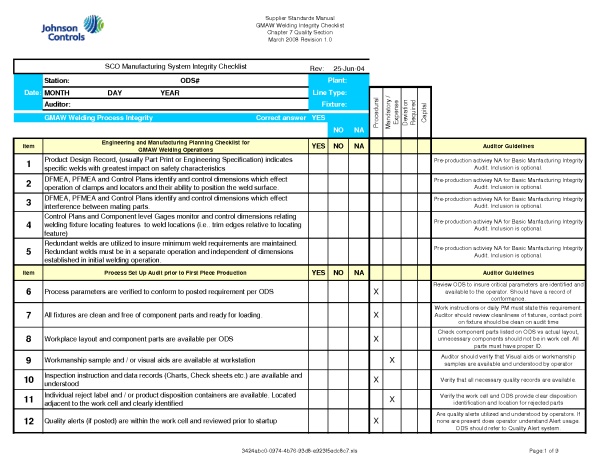 Johnson Controls
Supplier Standards Manual
GMAW Welding Integrity Checklist
Chapter 7 Quality Section
March 2008 Revision 1.0
SCO Manufacturing System Integrity Checklist Rev: 25-Jun-04
Station: ODS# Plant:
Date: MONTH DAY YEAR Line Type:
Auditor: Fixture:
GMAW Welding Process Integrity Correct answer YES
NO NA
Procedural
Mandatory / Expense
Deviation Required
Capital
Item Engineering and Manufacturing Planning Checklist for GMAW Welding Operations YES NO NA Auditor Guidelines
1 Product Design Record, (usually Part Print or Engineering Specification) indicates
specific welds with greatest impact on safety characteristics
Pre-production activiey NA for Basic Manfacturing Integrity
Audit. Inclusion is optional.
2 DFMEA, PFMEA and Control Plans identify and control dimensions which effect
operation of clamps and locators and their ability to position the weld surface.
Pre-production activiey NA for Basic Manfacturing Integrity
Audit. Inclusion is optional.
3 DFMEA, PFMEA and Control Plans identify and control dimensions which effect
interference between mating parts.
Pre-production activiey NA for Basic Manfacturing Integrity
Audit. Inclusion is optional.
4 Control Plans and Component level Gages monitor and control dimensions relating
welding fixture locating features to weld locations (i.e.. trim edges relative to locating
feature)
Pre-production activiey NA for Basic Manfacturing Integrity
Audit. Inclusion is optional.
5 Redundant welds are utilized to insure minimum weld requirements are maintained.
Redundant welds must be in a separate operation and independent of dimensions
established in initial welding operation.
Pre-production activiey NA for Basic Manfacturing Integrity
Audit. Inclusion is optional.
Item Process Set Up Audit prior to First Piece Production YES NO NA Auditor Guidelines
6 Process parameters are verified to conform to posted requirement per ODS X
Review ODS to insure critical parameters are identified and
available to the operator. Should have a record of
conformance.
7 All fixtures are clean and free of component parts and ready for loading. X
Work instructions or daily PM must state this requirement.
Auditor should review cleanliness of fixtures, contact point
on fixture should be clean on audit time
8 Workplace layout and component parts are available per ODS X
Check component parts listed on ODS vs actual layout,
unnecessary components should not be in work cell. All
parts must have proper ID.
9 Workmanship sample and / or visual aids are available at workstation X
Auditor should verify that Visual aids or workmanship
samples are available and understood by operator
10 Inspection instruction and data records (Charts, Check sheets etc.) are available and
understood X
Verify that all necessary quality records are available.
11 Individual reject label and / or product disposition containers are available. Located
adjacent to the work cell and clearly identified X
Verify the work cell and ODS provide clear deposition
identification and location for rejected parts
12 Quality alerts (if posted) are within the work cell and reviewed prior to startup X
Are quality alerts utilized and understood by operators. If
none are present does operator understand Alert usage.
ODS should refer to Quality Alert system
Page 1 of 9